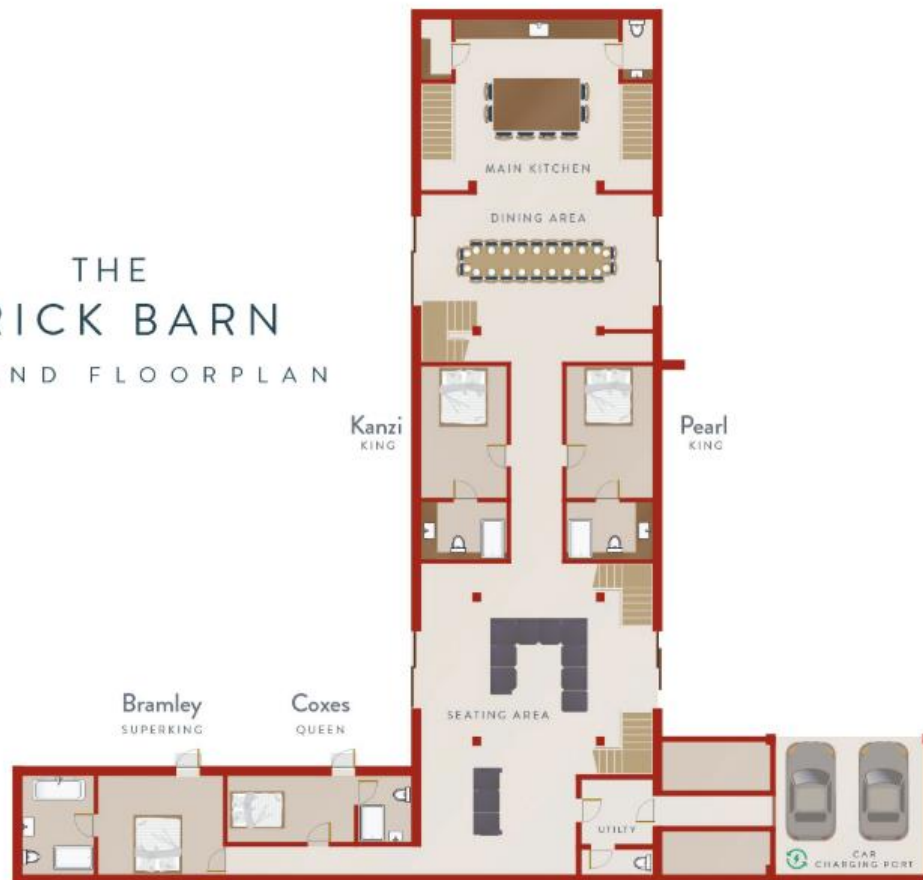 THE
RICK BARN
ND FLOORPLAN
MAIN KITCHEN
DINING AREA
Kanzi
KING
Pearl
KING
Bramley
SUPERKING
Coxes
QUEEN
SEATING AREA
UTILTY
CAR
CHARGING PORT